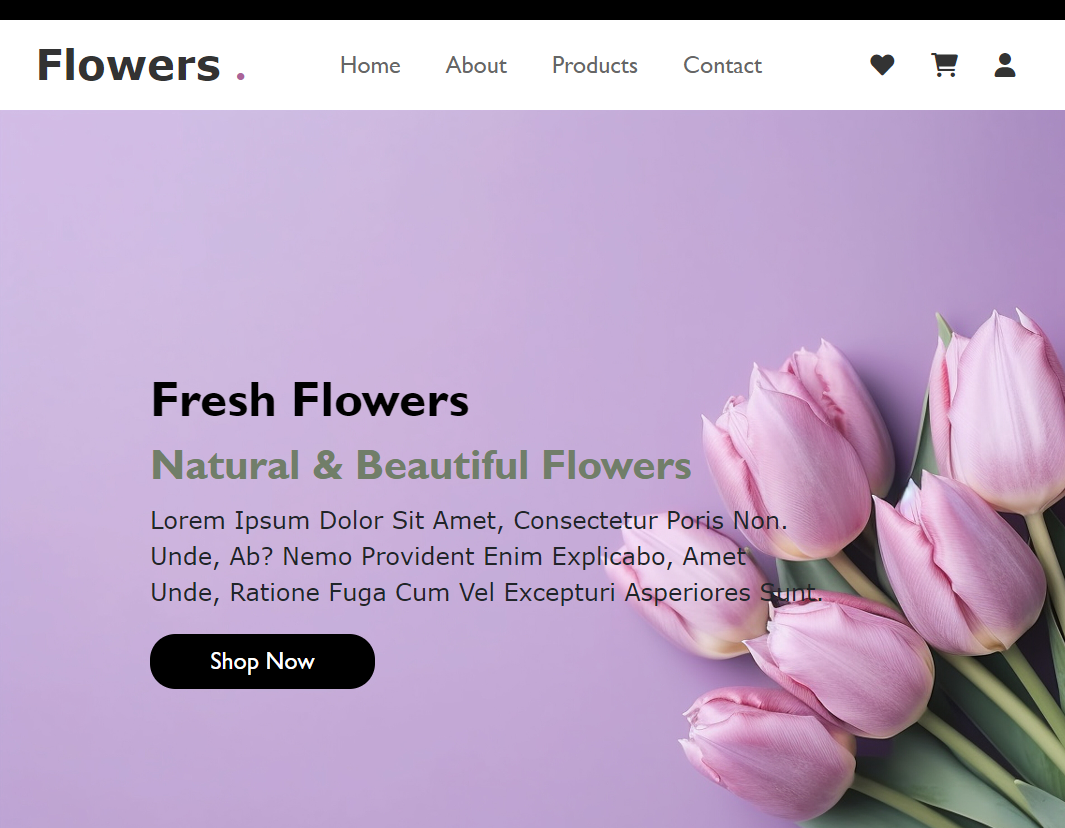 Flowers .
Home About Products Contact
Fresh Flowers
Natural & Beautiful Flowers
Lorem Ipsum Dolor Sit Amet, Consectetur Poris Non.
Unde, Ab? Nemo Provident Enim Explicabo, Amet
Unde, Ratione Fuga Cum Vel Excepturi Asperiores Sunt.
Shop Now